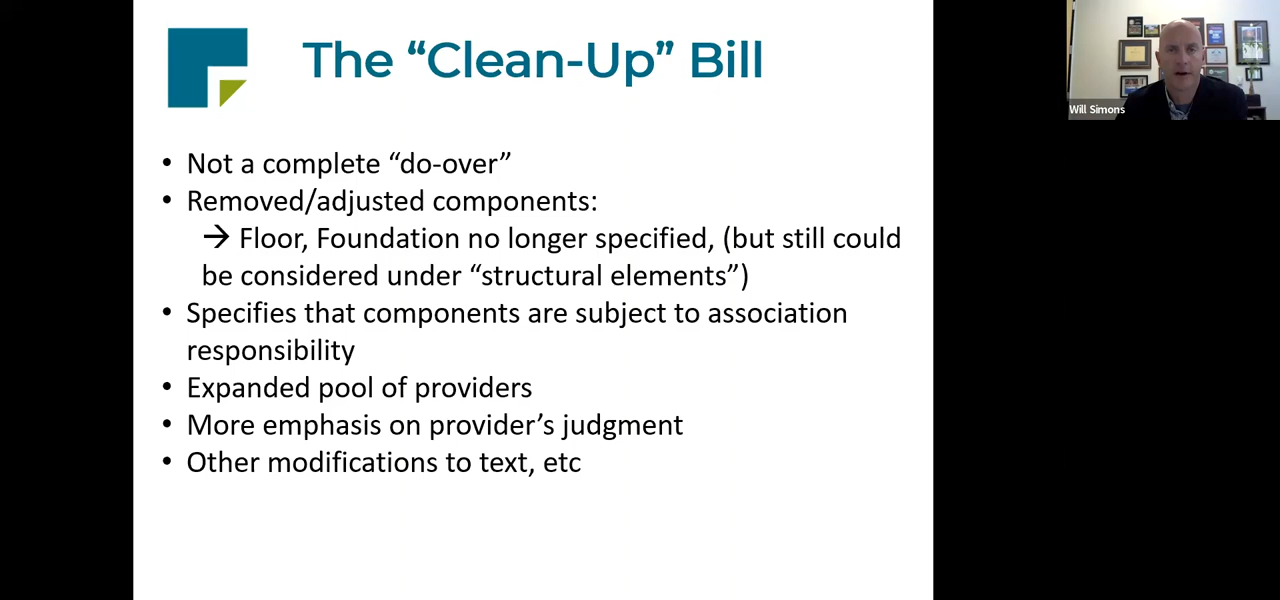 The “Clean-Up” Bill
Will Simons
• Not a complete “do-over”
• Removed/adjusted components:
→ Floor, Foundation no longer specified, (but still could
be considered under “structural elements”)
• Specifies that components are subject to association
responsibility
• Expanded pool of providers
• More emphasis on provider’s judgment
• Other modifications to text, etc